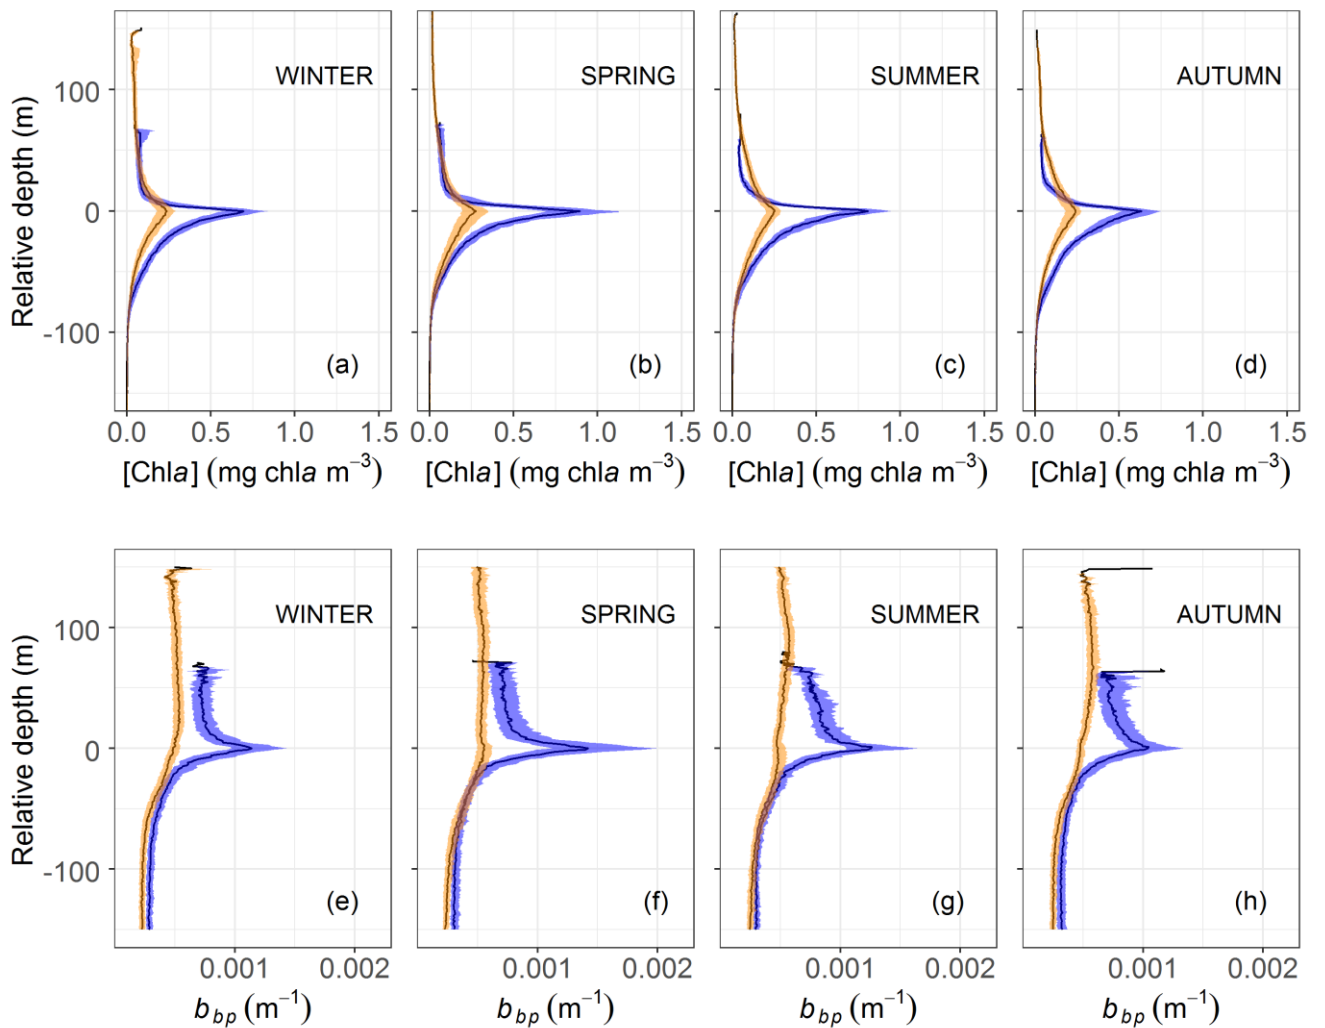 WINTER SPRING SUMMER AUTUMN
Relative depth (m)
100
0
-100
(a) (b) (c) (d)
0.0 0.5 1.0 1.5 0.0 0.5 1.0 1.5 0.0 0.5 1.0 1.5 0.0 0.5 1.0 1.5
[Chla] (mg chla m⁻³) [Chla] (mg chla m⁻³) [Chla] (mg chla m⁻³) [Chla] (mg chla m⁻³)
WINTER SPRING SUMMER AUTUMN
Relative depth (m)
100
0
-100
(e) (f) (g) (h)
0.001 0.002 0.001 0.002 0.001 0.002 0.001 0.002
b_bp (m⁻¹) b_bp (m⁻¹) b_bp (m⁻¹) b_bp (m⁻¹)